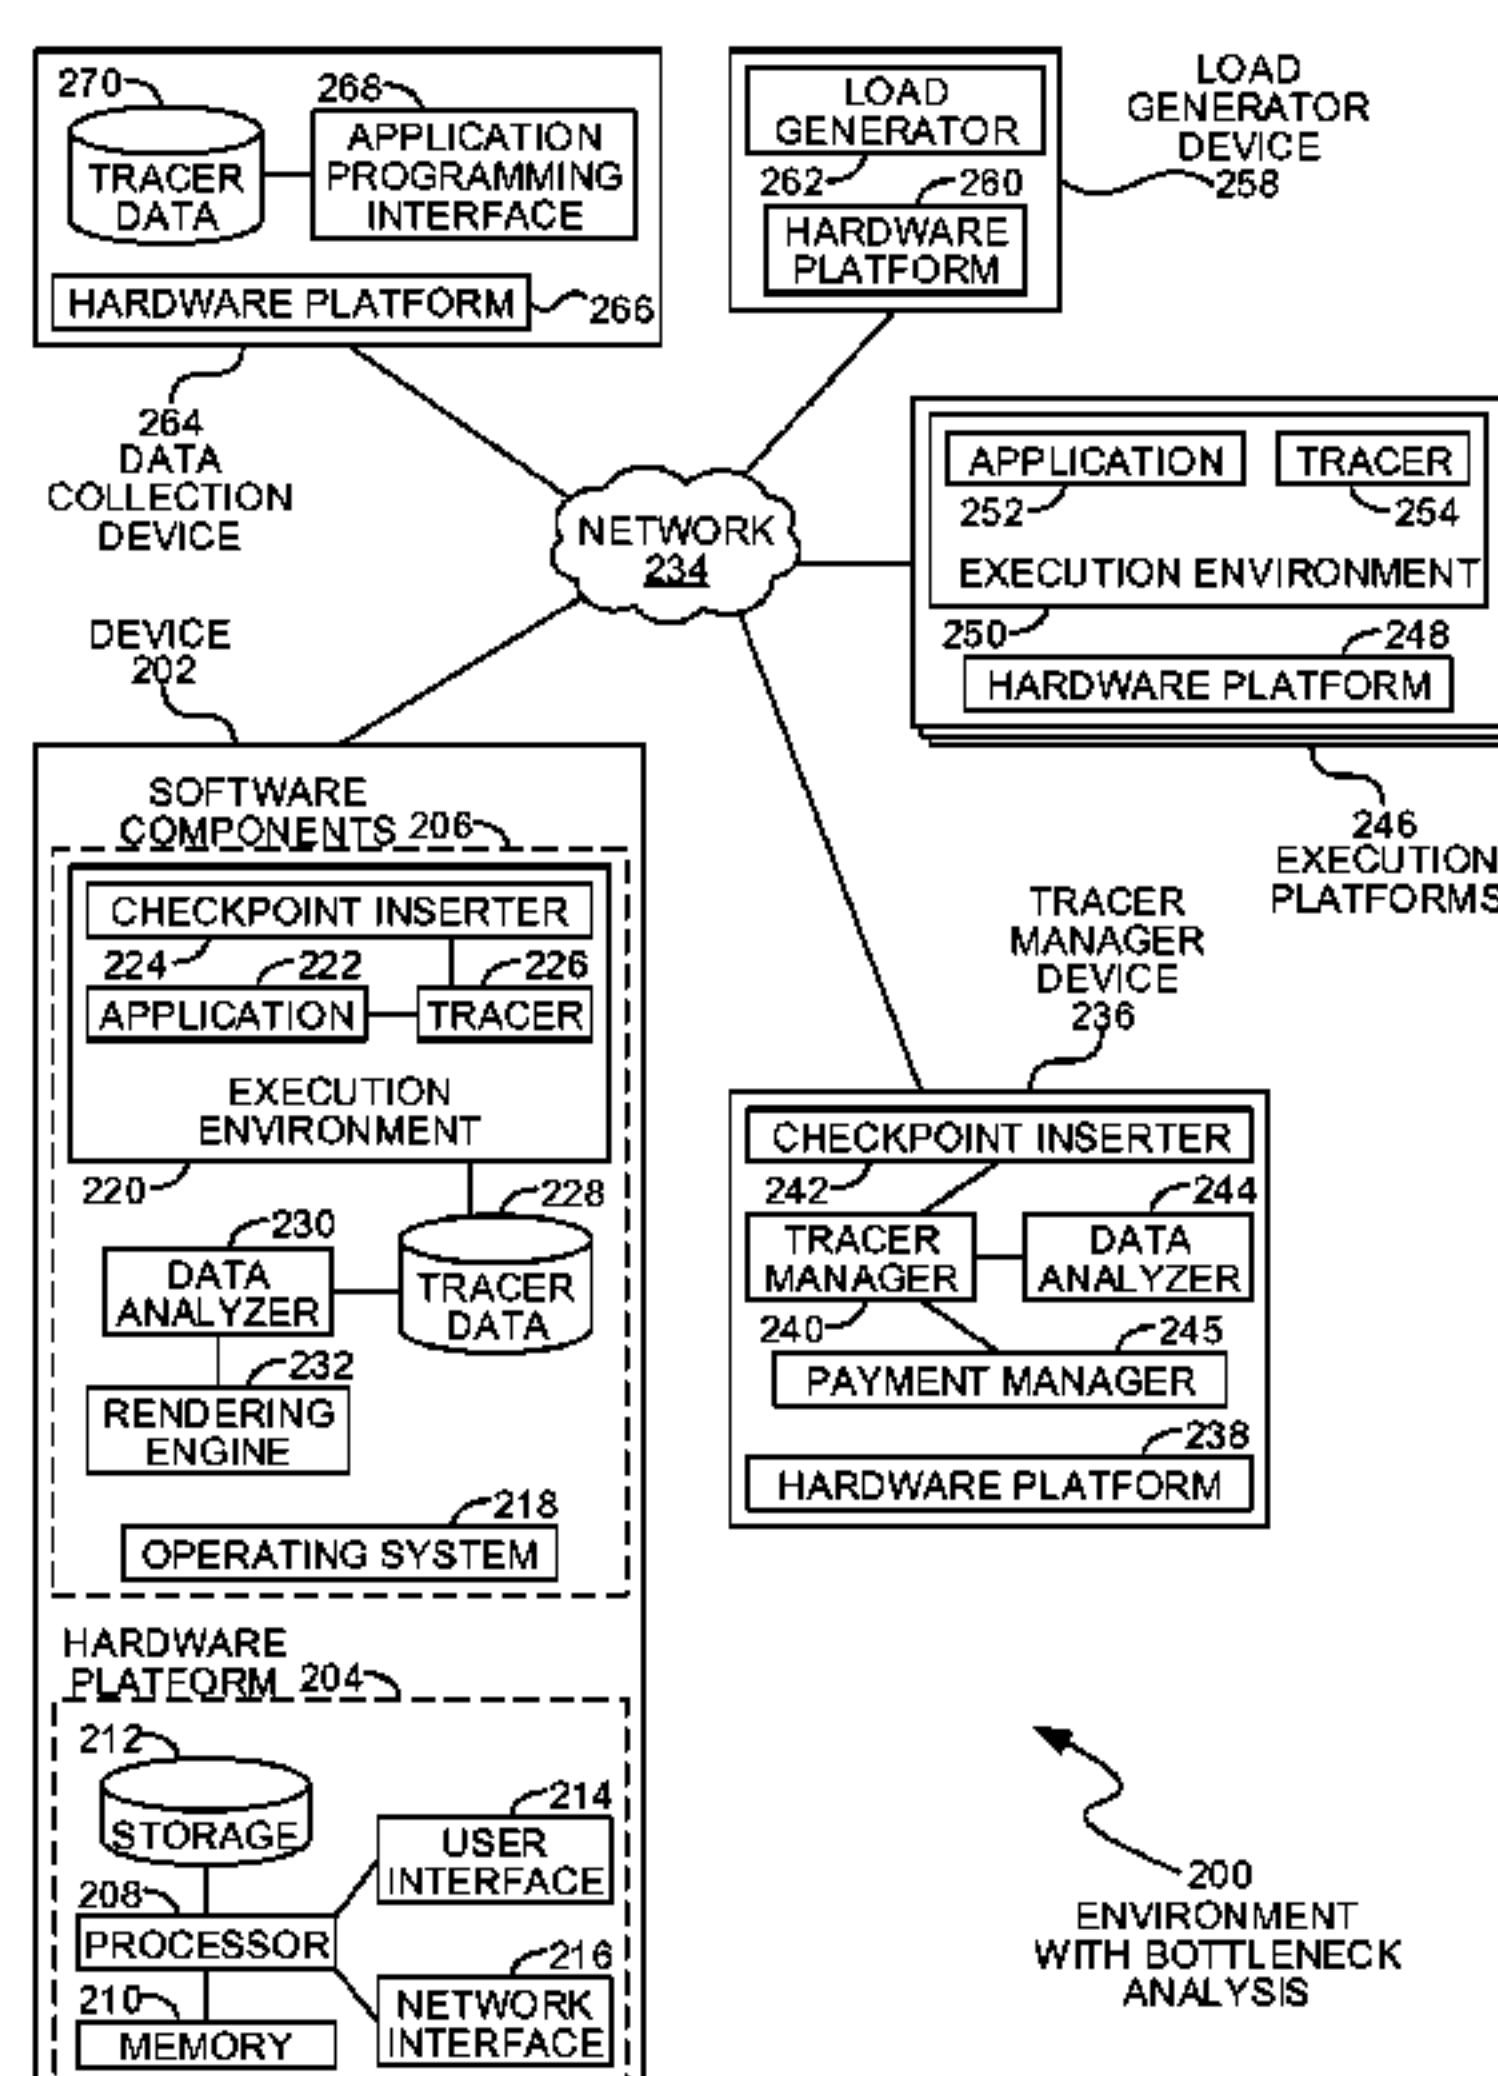 270
TRACER
DATA
268
APPLICATION
PROGRAMMING
INTERFACE
HARDWARE PLATFORM
266
264
DATA
COLLECTION
DEVICE
LOAD
GENERATOR
262
260
HARDWARE
PLATFORM
LOAD
GENERATOR
DEVICE
258
NETWORK
234
APPLICATION
252
TRACER
254
EXECUTION ENVIRONMENT
250
248
HARDWARE PLATFORM
246
EXECUTION
PLATFORMS
DEVICE
202
SOFTWARE
COMPONENTS 206
CHECKPOINT INSERTER
224
222
226
APPLICATION
TRACER
EXECUTION
ENVIRONMENT
220
228
TRACER
DATA
230
DATA
ANALYZER
232
RENDERING
ENGINE
218
OPERATING SYSTEM
HARDWARE
PLATFORM 204
212
STORAGE
214
USER
INTERFACE
208
PROCESSOR
216
NETWORK
INTERFACE
210
MEMORY
TRACER
MANAGER
DEVICE
236
CHECKPOINT INSERTER
242
244
TRACER
MANAGER
DATA
ANALYZER
240
245
PAYMENT MANAGER
238
HARDWARE PLATFORM
200
ENVIRONMENT
WITH BOTTLENECK
ANALYSIS